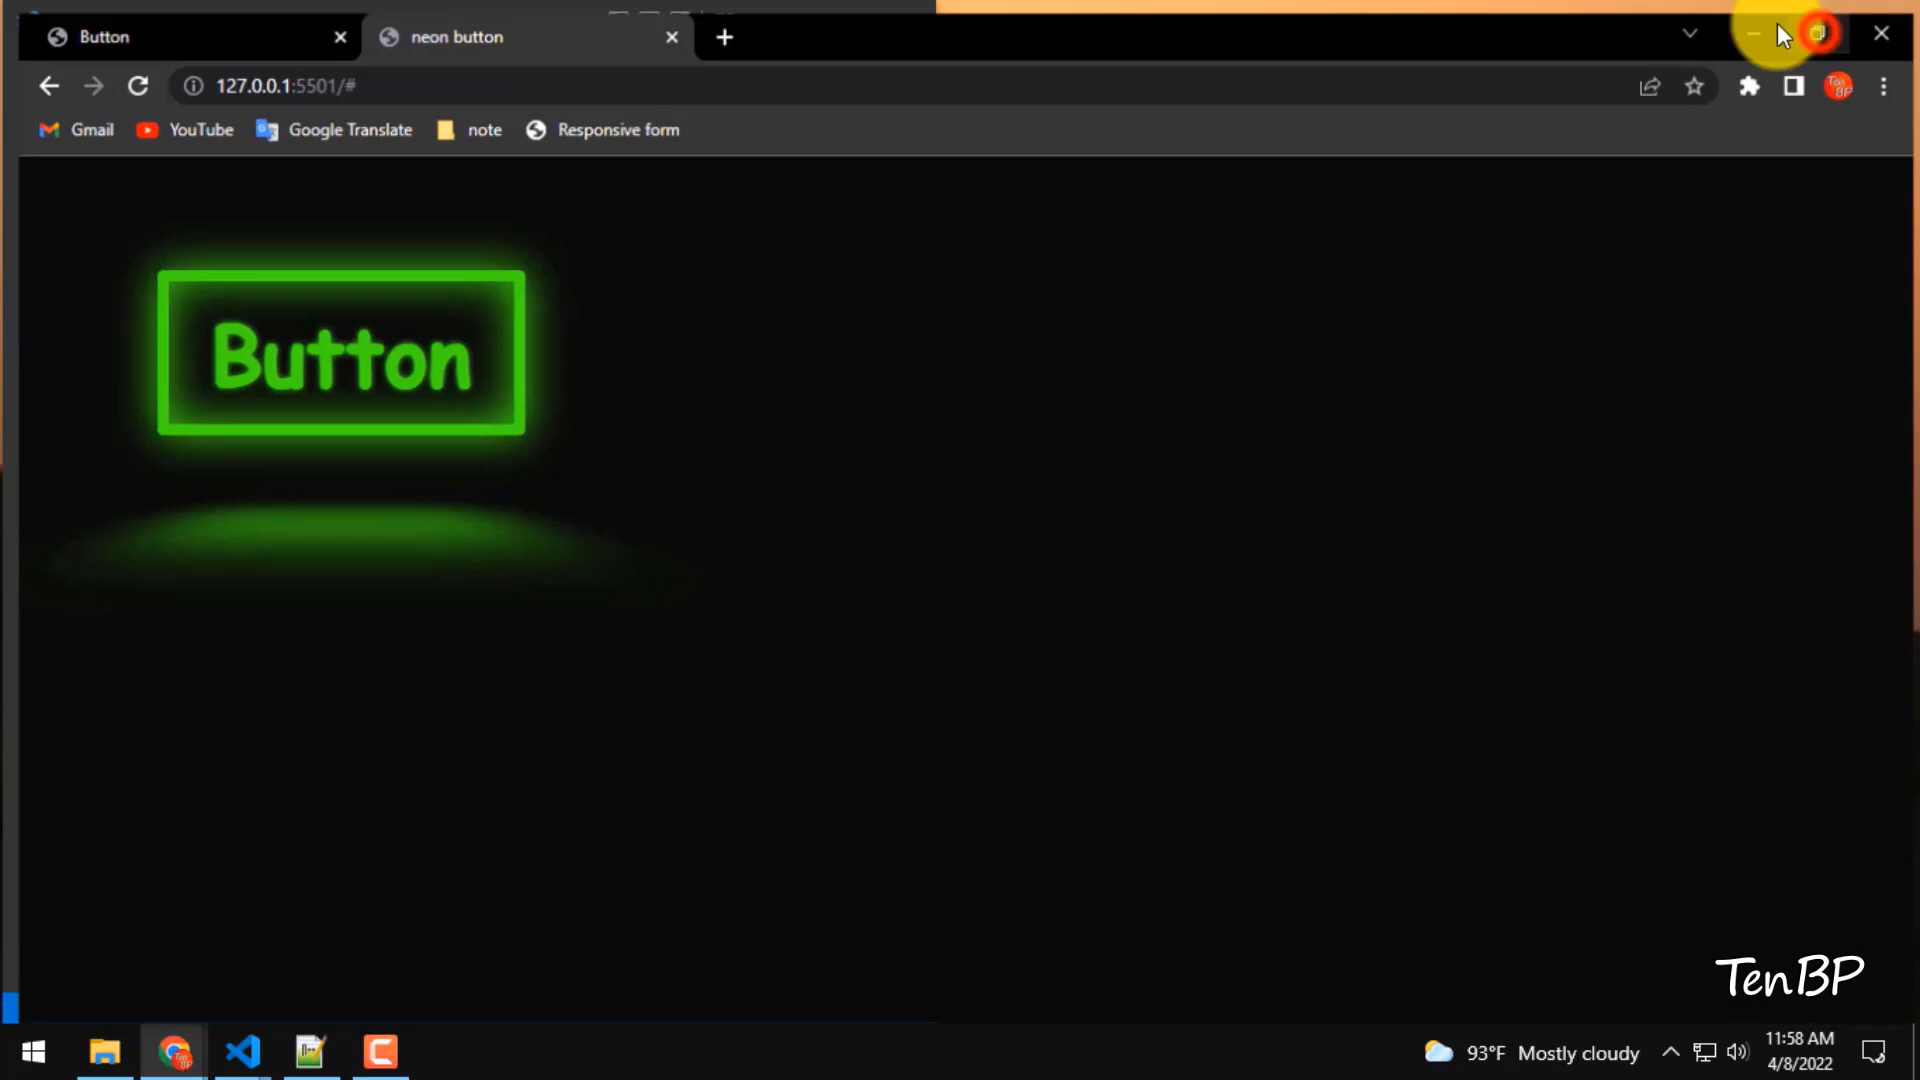 Button
neon button
127.0.0.1:5501/#
Gmail
YouTube
Google Translate
note
Responsive form
Button
TenBP
93°F Mostly cloudy
11:58 AM
4/8/2022